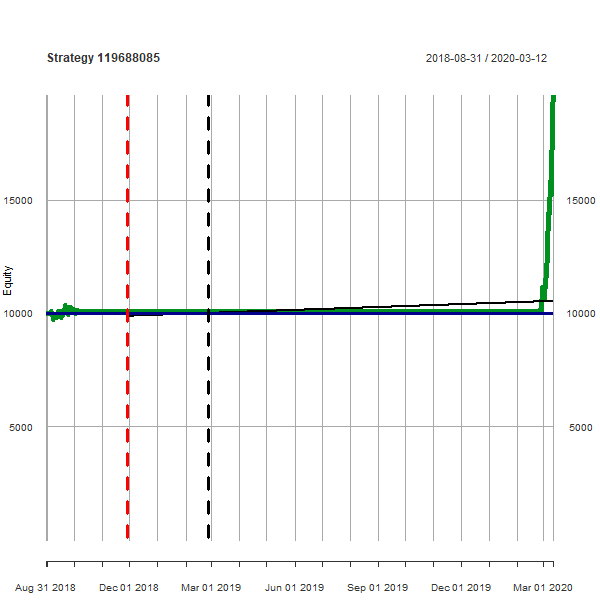 Strategy 119688085
2018-08-31 / 2020-03-12
15000
15000
Equity
10000
10000
5000
5000
Aug 31 2018
Dec 01 2018
Mar 01 2019
Jun 01 2019
Sep 01 2019
Dec 01 2019
Mar 01 2020